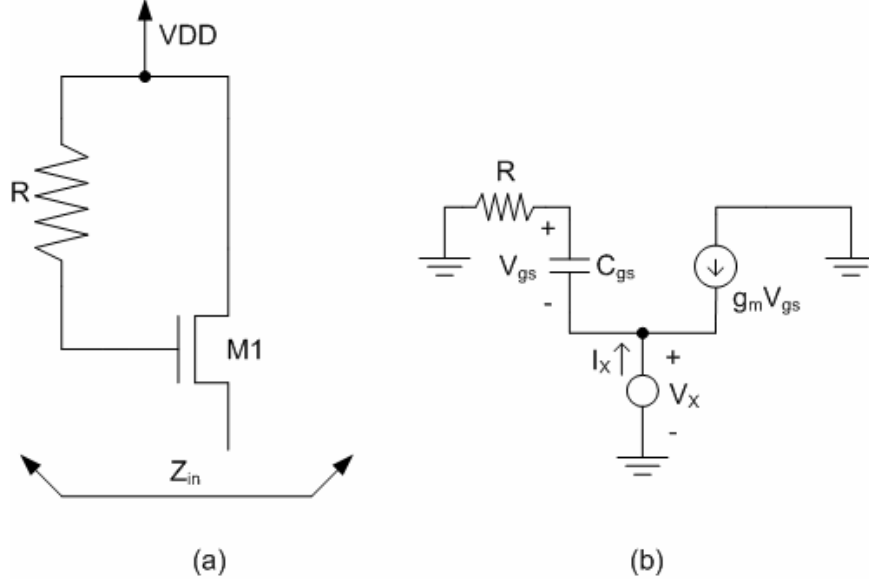 VDD
R
M1
Zin
(a)
R
+
Vgs
Cgs
-
gmVgs
IX
+
VX
-
(b)